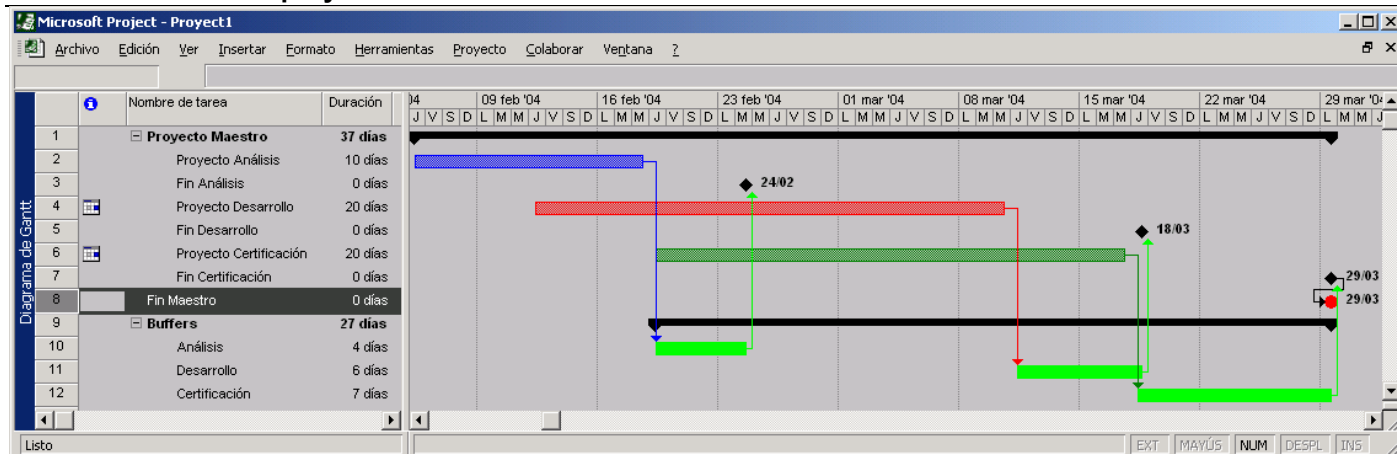 Microsoft Project - Proyect1
Archivo Edición Ver Insertar Formato Herramientas Proyecto Colaborar Ventana ?
Nombre de tarea Duración 04 09 feb '04 16 feb '04 23 feb '04 01 mar '04 08 mar '04 15 mar '04 22 mar '04 29 mar '04
J V S D L M M J V S D L M M J V S D L M M J V S D L M M J V S D L M M J V S D L M M J V S D L M M J V S D L M M J
1 Proyecto Maestro 37 días
2 Proyecto Análisis 10 días
3 Fin Análisis 0 días 24/02
4 Proyecto Desarrollo 20 días
5 Fin Desarrollo 0 días 18/03
6 Proyecto Certificación 20 días
7 Fin Certificación 0 días 29/03
8 Fin Maestro 0 días 29/03
9 Buffers 27 días
10 Análisis 4 días
11 Desarrollo 6 días
12 Certificación 7 días
Diagrama de Gantt
Listo EXT MAYÚS NUM DESPL INS